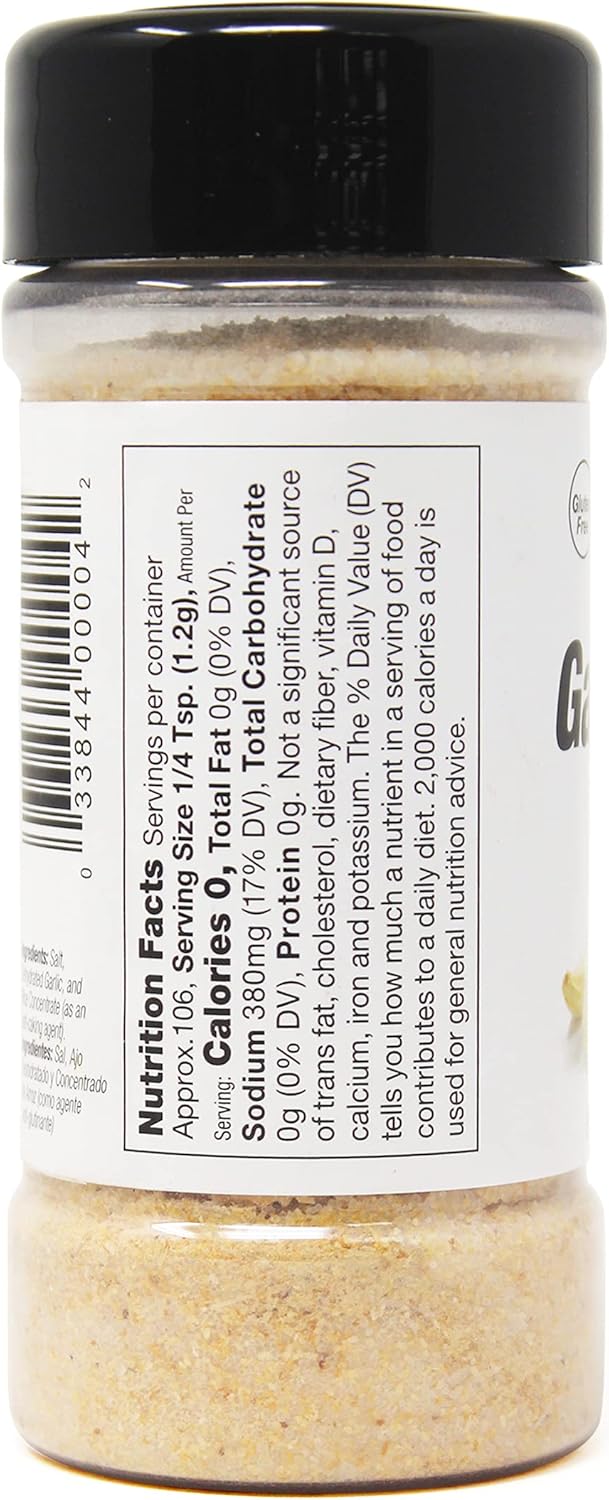 Nutrition Facts Servings per container
Approx.106, Serving Size 1/4 Tsp. (1.2g), Amount Per
Serving: Calories 0, Total Fat 0g (0% DV),
Sodium 380mg (17% DV), Total Carbohydrate
0g (0% DV), Protein 0g. Not a significant source
of trans fat, cholesterol, dietary fiber, vitamin D,
calcium, iron and potassium. The % Daily Value (DV)
tells you how much a nutrient in a serving of food
contributes to a daily diet. 2,000 calories a day is
used for general nutrition advice.
0 33844 00004 2
Salt,
Garlic, and
Concentrate (as an
agent).
Sal, Ajo
y Concentrado
(como agente
Free
Ga